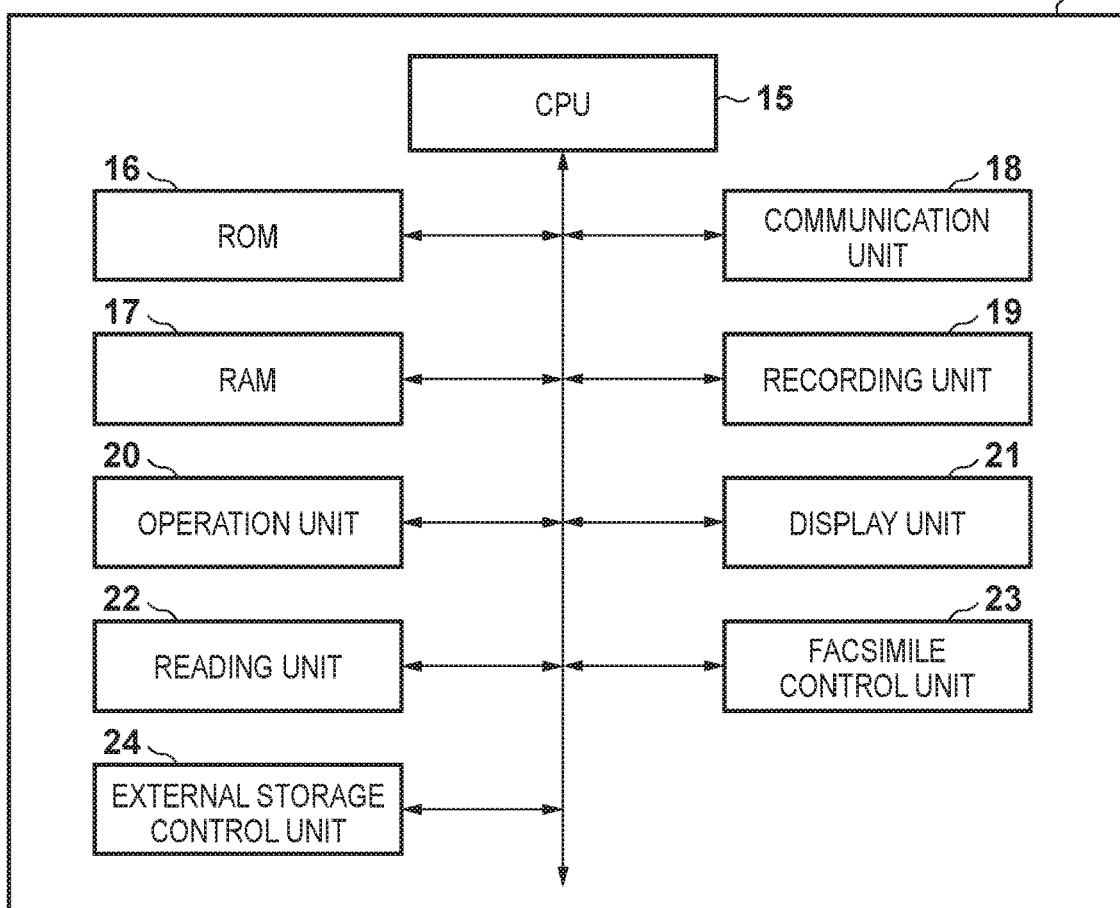 CPU
15
16
ROM
18
COMMUNICATION
UNIT
17
RAM
19
RECORDING UNIT
20
OPERATION UNIT
21
DISPLAY UNIT
22
READING UNIT
23
FACSIMILE
CONTROL UNIT
24
EXTERNAL STORAGE
CONTROL UNIT